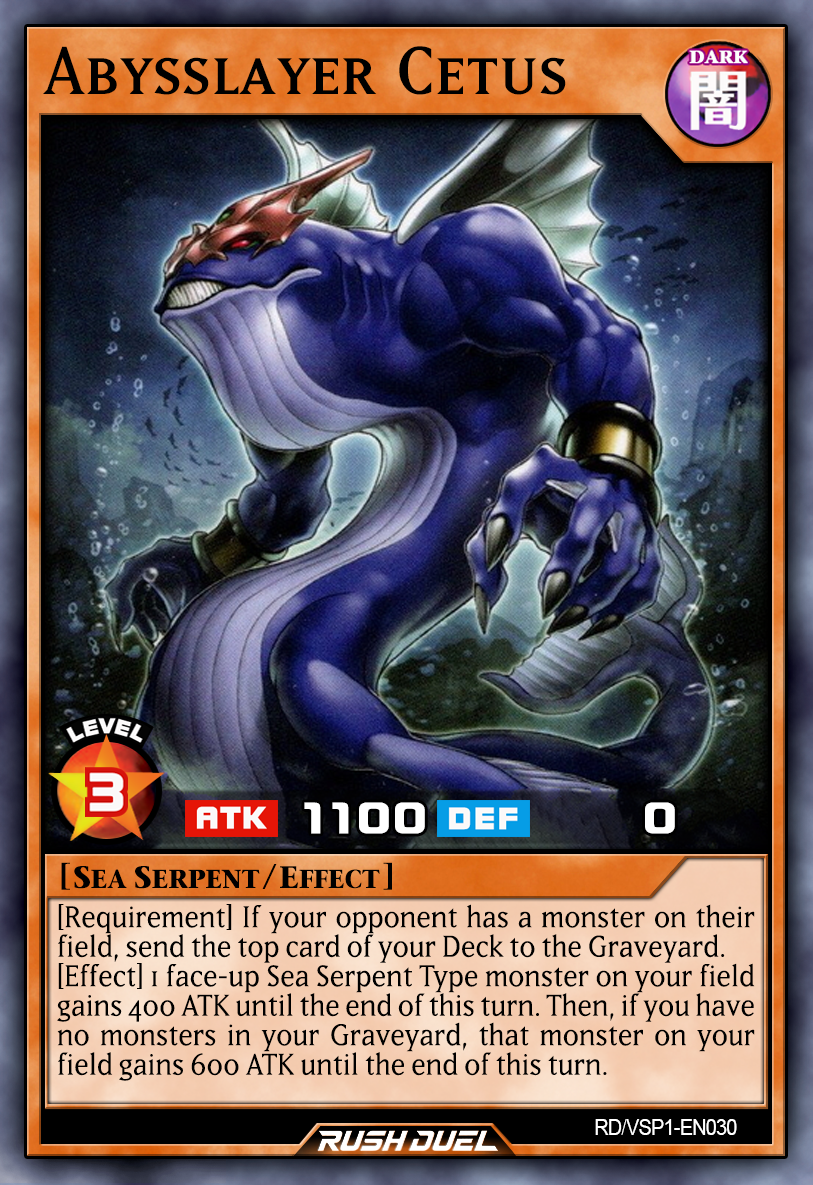 Abysslayer Cetus
DARK
闇
LEVEL
3
ATK 1100 DEF 0
[Sea Serpent/Effect]
[Requirement] If your opponent has a monster on their
field, send the top card of your Deck to the Graveyard.
[Effect] 1 face-up Sea Serpent Type monster on your field
gains 400 ATK until the end of this turn. Then, if you have
no monsters in your Graveyard, that monster on your
field gains 600 ATK until the end of this turn.
RD/VSP1-EN030
RUSH DUEL